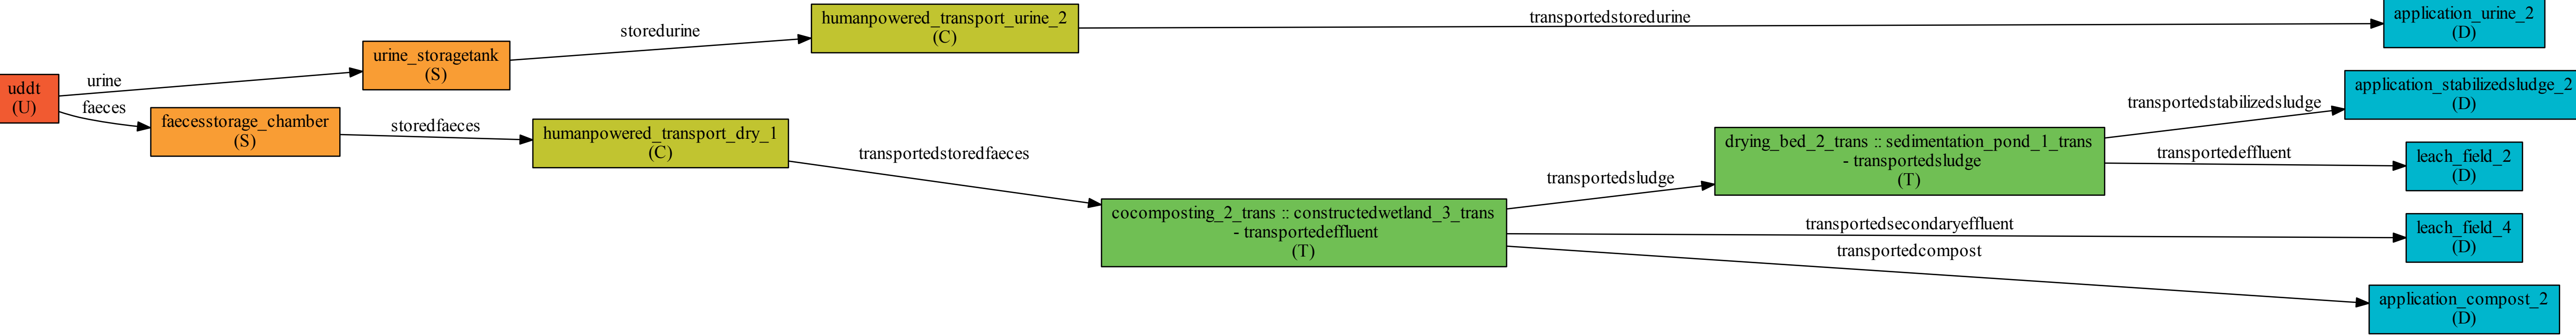 uddt
(U)
urine
faeces
urine_storagetank
(S)
faecesstorage_chamber
(S)
storedurine
storedfaeces
humanpowered_transport_urine_2
(C)
humanpowered_transport_dry_1
(C)
transportedstoredurine
transportedstoredfaeces
cocomposting_2_trans :: constructedwetland_3_trans
- transportedeffluent
(T)
transportedsludge
transportedsecondaryeffluent
transportedcompost
drying_bed_2_trans :: sedimentation_pond_1_trans
- transportedsludge
(T)
transportedstabilizedsludge
transportedeffluent
application_urine_2
(D)
application_stabilizedsludge_2
(D)
leach_field_2
(D)
leach_field_4
(D)
application_compost_2
(D)